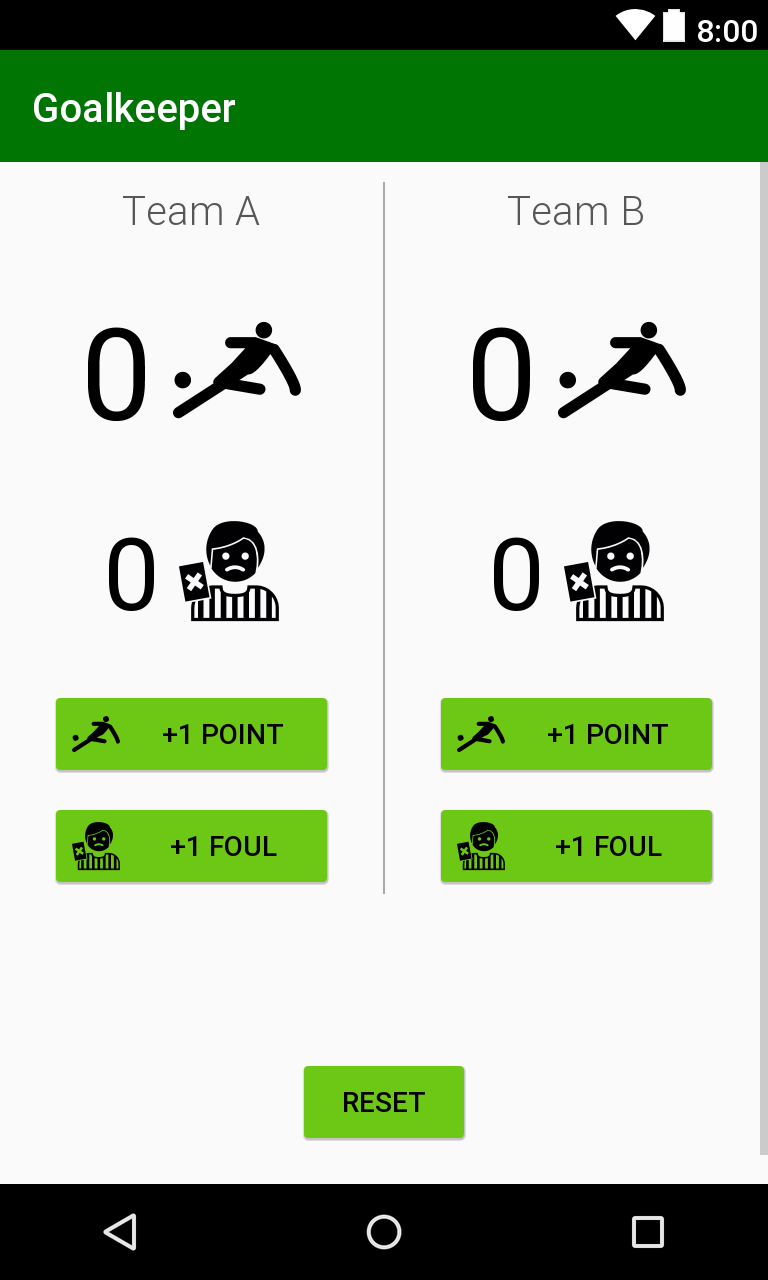 8:00
Goalkeeper
Team A
Team B
0
0
0
0
+1 POINT
+1 POINT
+1 FOUL
+1 FOUL
RESET